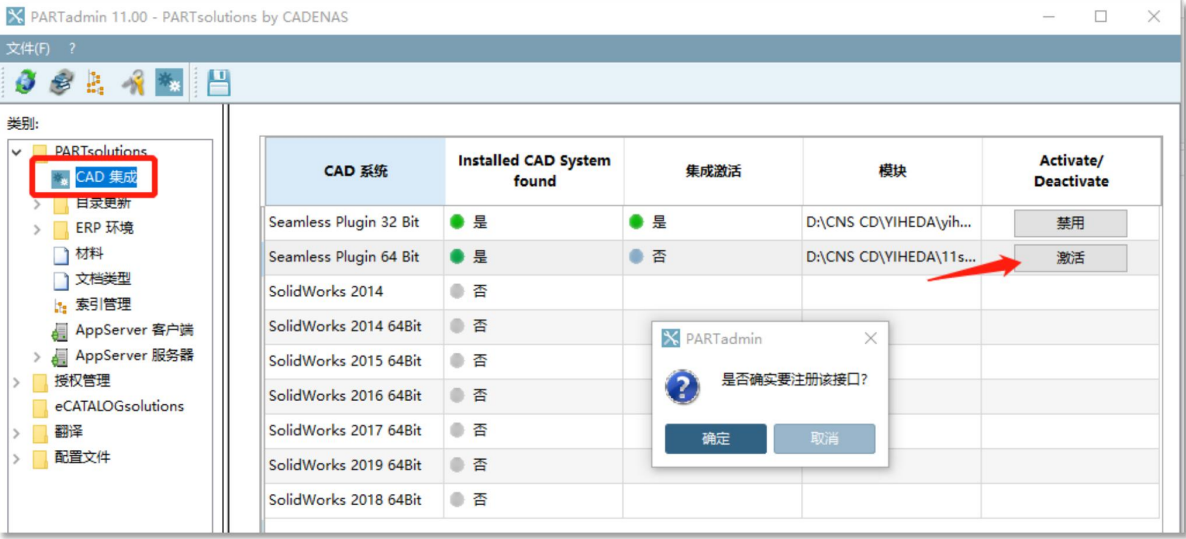 PARTadmin 11.00 - PARTsolutions by CADENAS
文件(F) ?
类别:
PARTsolutions
CAD 集成
目录更新
ERP 环境
材料
文档类型
索引管理
AppServer 客户端
AppServer 服务器
授权管理
eCATALOGsolutions
翻译
配置文件
CAD 系统 Installed CAD System found 集成激活 模块 Activate/ Deactivate
Seamless Plugin 32 Bit 是 是 D:\CNS CD\YIHEDA\yih... 禁用
Seamless Plugin 64 Bit 是 否 D:\CNS CD\YIHEDA\11s... 激活
SolidWorks 2014 否
SolidWorks 2014 64Bit 否
SolidWorks 2015 64Bit 否
SolidWorks 2016 64Bit 否
SolidWorks 2017 64Bit 否
SolidWorks 2019 64Bit 否
SolidWorks 2018 64Bit 否
PARTadmin
是否确实要注册该接口?
确定 取消